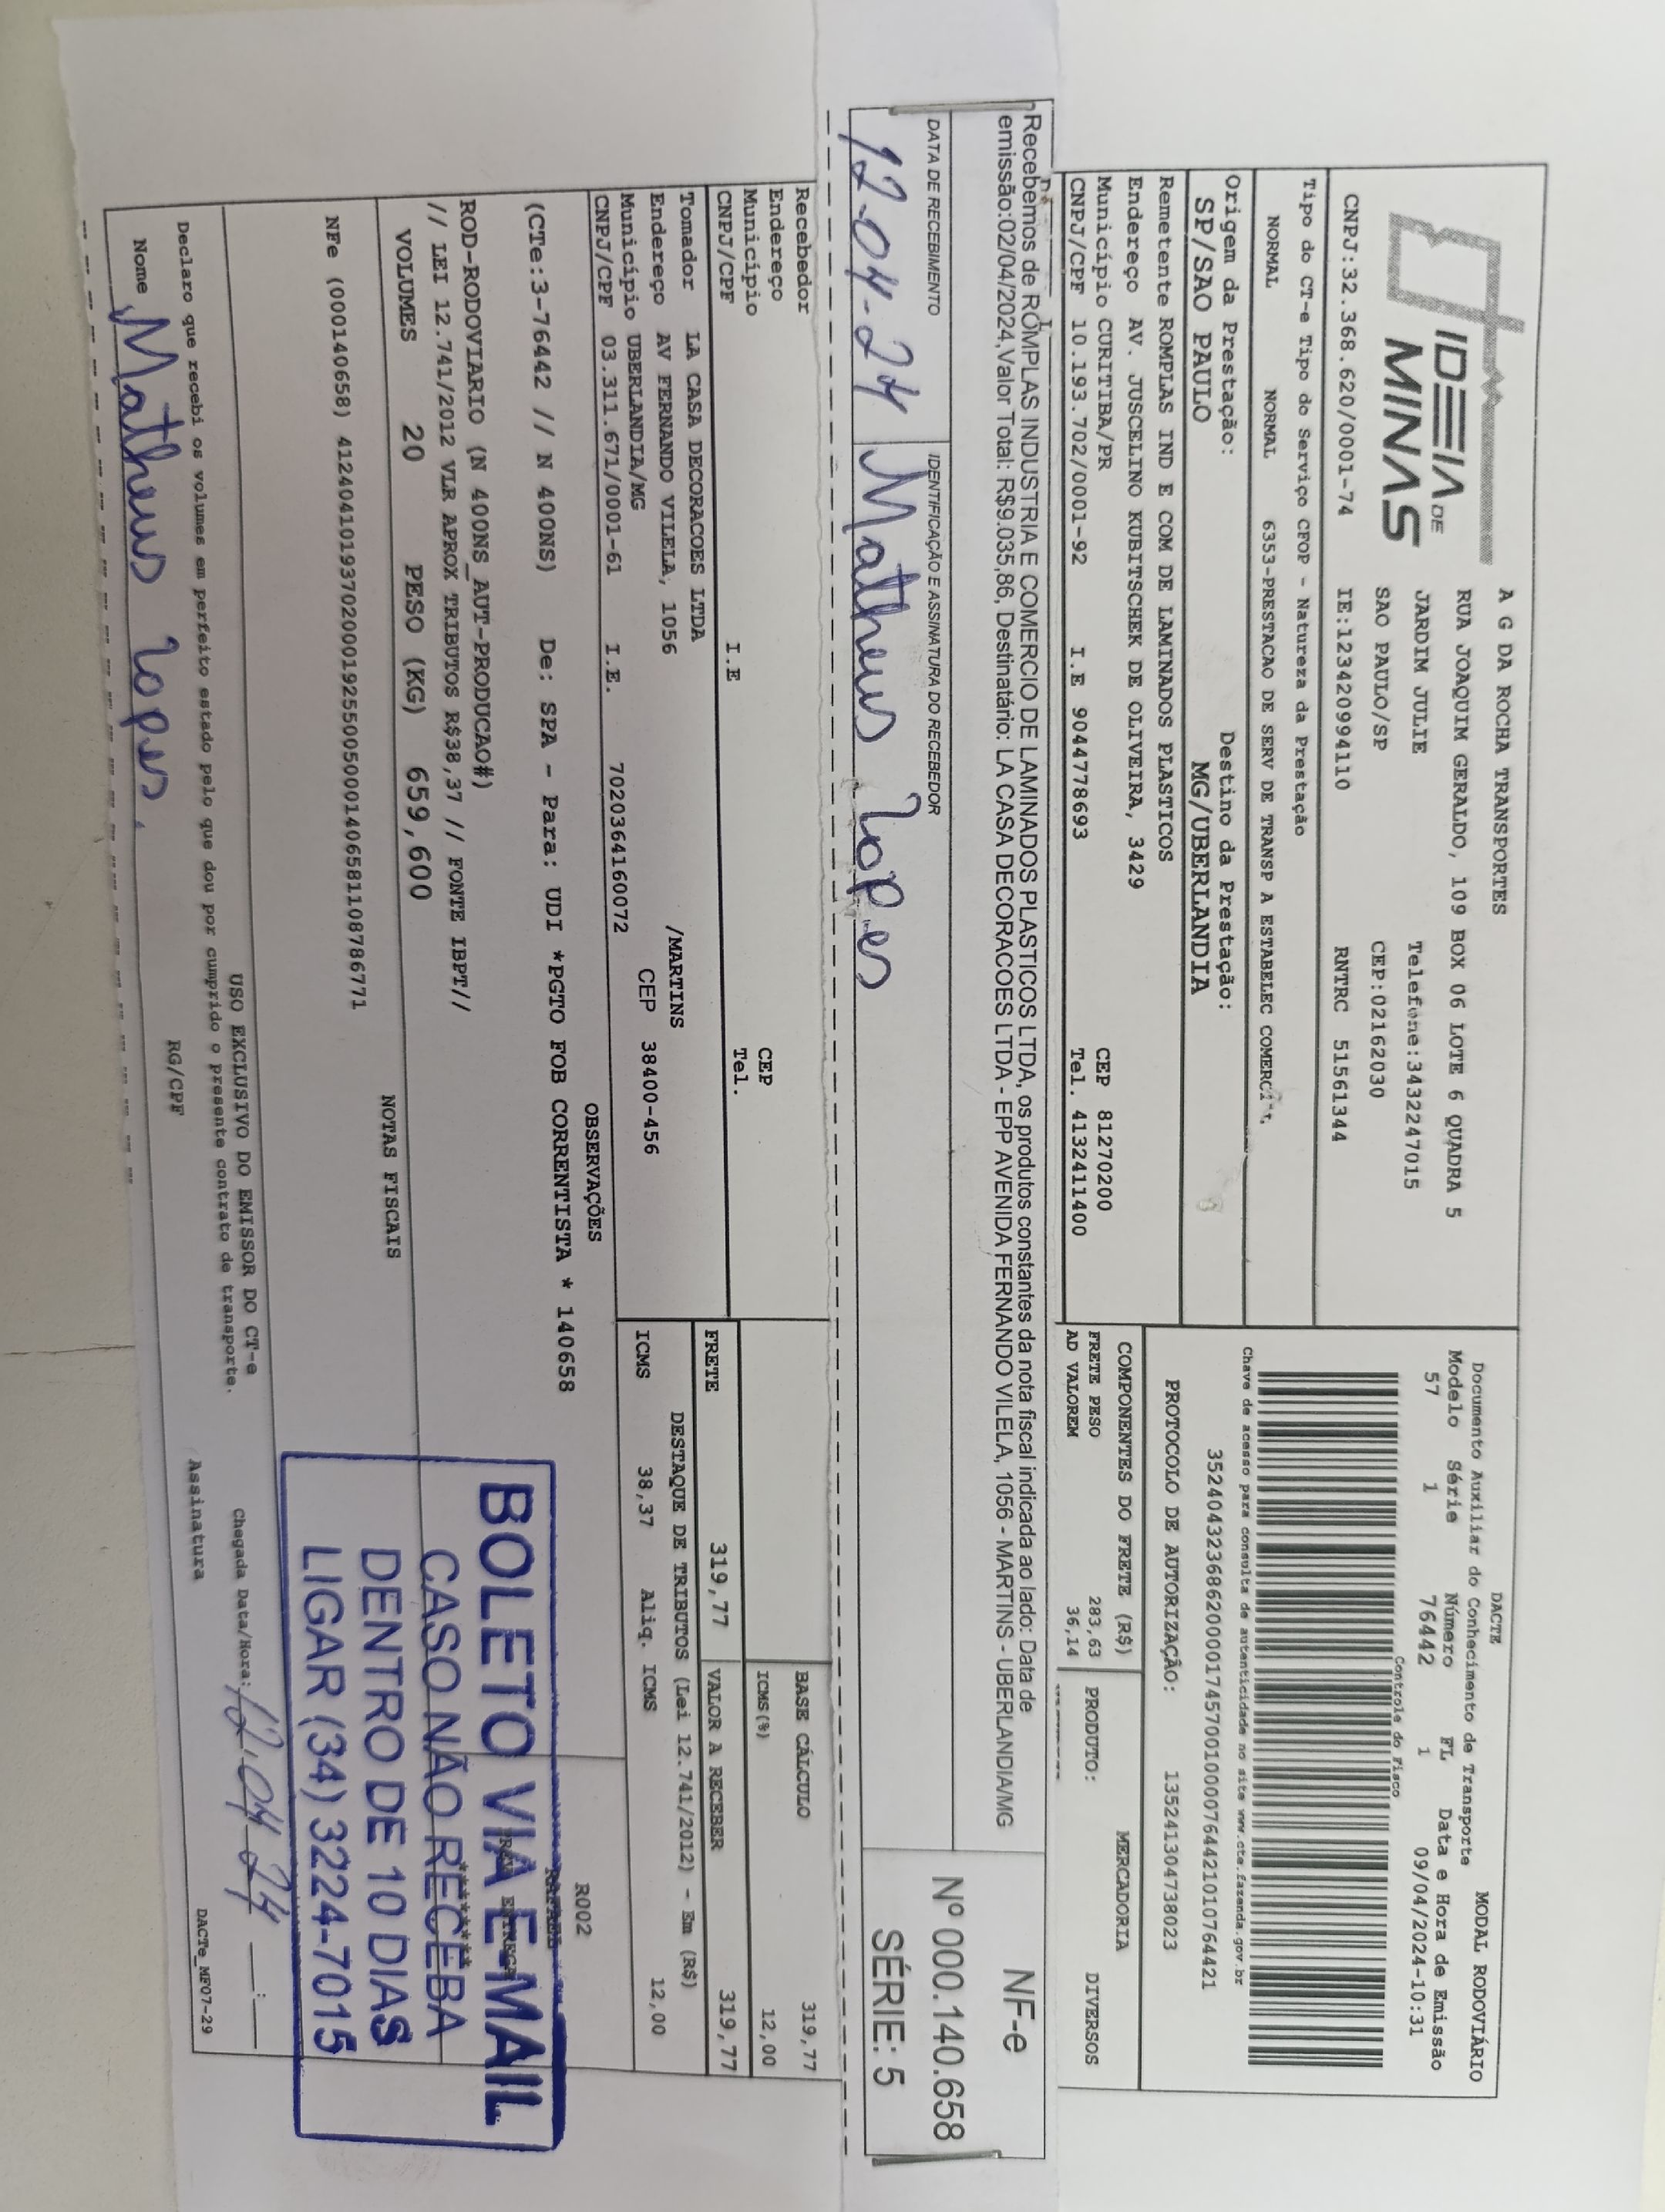 IDEIA DE
MINAS
A G DA ROCHA TRANSPORTES
RUA JOAQUIM GERALDO, 109 BOX 06 LOTE 6 QUADRA 5
JARDIM JULIE Telefone:3432247015
SAO PAULO/SP CEP:02162030
CNPJ:32.368.620/0001-74 IE:123420994110 RNTRC 51561344
DACTE MODAL RODOVIÁRIO
Documento Auxiliar do Conhecimento de Transporte
Modelo Série Número FL Data e Hora de Emissão
57 1 76442 1 09/04/2024-10:31
Controle do Fisco
Tipo do CT-e Tipo do Serviço CFOP - Natureza da Prestação
NORMAL NORMAL 6353-PRESTACAO DE SERV DE TRANSP A ESTABELEC COMERC
Chave de acesso para consulta de autenticidade no site www.cte.fazenda.gov.br
35240432368620000174570010000764421010764421
Origem da Prestação: Destino da Prestação:
SP/SAO PAULO MG/UBERLANDIA
PROTOCOLO DE AUTORIZAÇÃO: 135241304738023
Remetente ROMPLAS IND E COM DE LAMINADOS PLASTICOS
Endereço AV. JUSCELINO KUBITSCHEK DE OLIVEIRA, 3429
Município CURITIBA/PR CEP 81270200
CNPJ/CPF 10.193.702/0001-92 I.E 9044778693 Tel. 4132411400
COMPONENTES DO FRETE (R$) MERCADORIA
FRETE PESO 283,63 PRODUTO: DIVERSOS
AD VALOREM 36,14
Recebemos de ROMPLAS INDUSTRIA E COMERCIO DE LAMINADOS PLASTICOS LTDA, os produtos constantes da nota fiscal indicada ao lado: Data de
emissão:02/04/2024,Valor Total: R$9.035,86, Destinatário: LA CASA DECORACOES LTDA - EPP AVENIDA FERNANDO VILELA, 1056 - MARTINS - UBERLANDIA/MG
NF-e
Nº 000.140.658
SÉRIE: 5
DATA DE RECEBIMENTO IDENTIFICAÇÃO E ASSINATURA DO RECEBEDOR
12-04-24 Matheus Lopes
Recebedor
Endereço
Município CEP
CNPJ/CPF I.E Tel.
BASE CÁLCULO 319,77
ICMS(%) 12,00
FRETE 319,77 VALOR A RECEBER 319,77
Tomador LA CASA DECORACOES LTDA
Endereço AV FERNANDO VILELA, 1056 /MARTINS
Município UBERLANDIA/MG CEP 38400-456
CNPJ/CPF 03.311.671/0001-61 I.E. 7020364160072
DESTAQUE DE TRIBUTOS (Lei 12.741/2012) - Em (R$)
ICMS 38,37 Aliq. ICMS 12,00
OBSERVAÇÕES
R002
(CTe:3-76442 // N 400NS) De: SPA - Para: UDI *PGTO FOB CORRENTISTA * 140658
ROD-RODOVIARIO (N 400NS_AUT-PRODUCAO#)
// LEI 12.741/2012 VLR APROX TRIBUTOS R$38,37 // FONTE IBPT//
VOLUMES 20 PESO (KG) 659,600
BOLETO VIA E-MAIL
CASO NÃO RECEBA
DENTRO DE 10 DIAS
LIGAR (34) 3224-7015
NOTAS FISCAIS
NFe (000140658) 41240410193702000192550050001406581108786771
USO EXCLUSIVO DO EMISSOR DO CT-e
Declaro que recebi os volumes em perfeito estado pelo que dou por cumprido o presente contrato de transporte.
Chegada Data/Hora: 12.04.24 __:__
Nome Matheus Lopes. RG/CPF Assinatura
DACTe_MF07-29